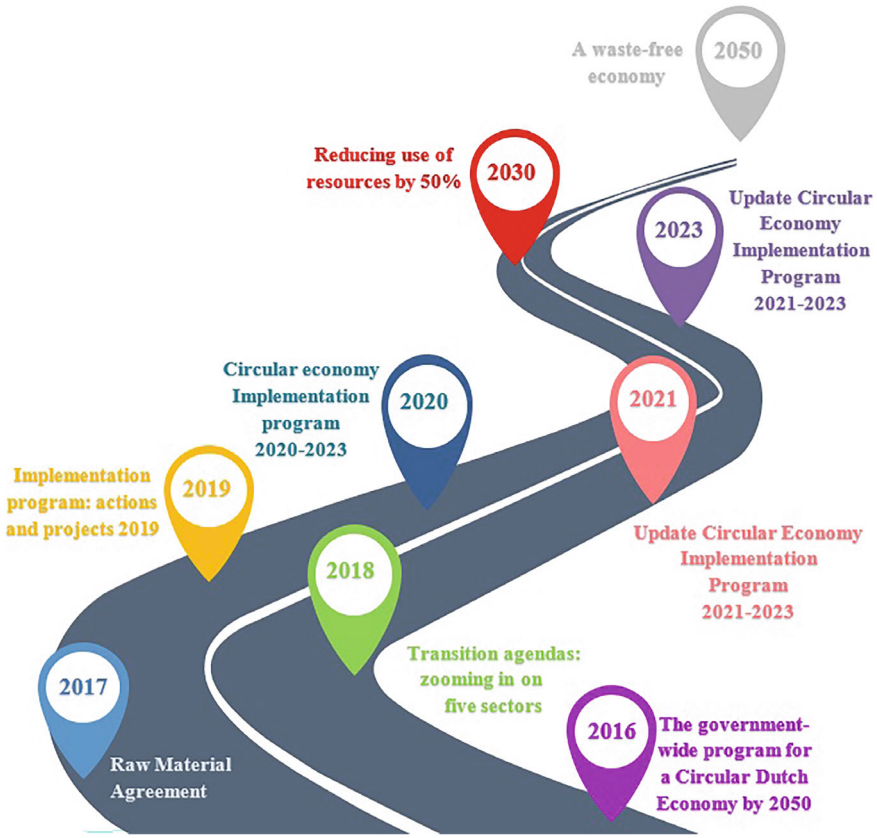 2050
A waste-free
economy
2030
Reducing use of
resources by 50%
2023
Update Circular
Economy
Implementation
Program
2021-2023
2021
Update Circular Economy
Implementation
Program
2021-2023
2020
Circular economy
Implementation
program
2020-2023
2019
Implementation
program: actions
and projects 2019
2018
Transition agendas:
zooming in on
five sectors
2017
Raw Material
Agreement
2016
The government-
wide program for
a Circular Dutch
Economy by 2050